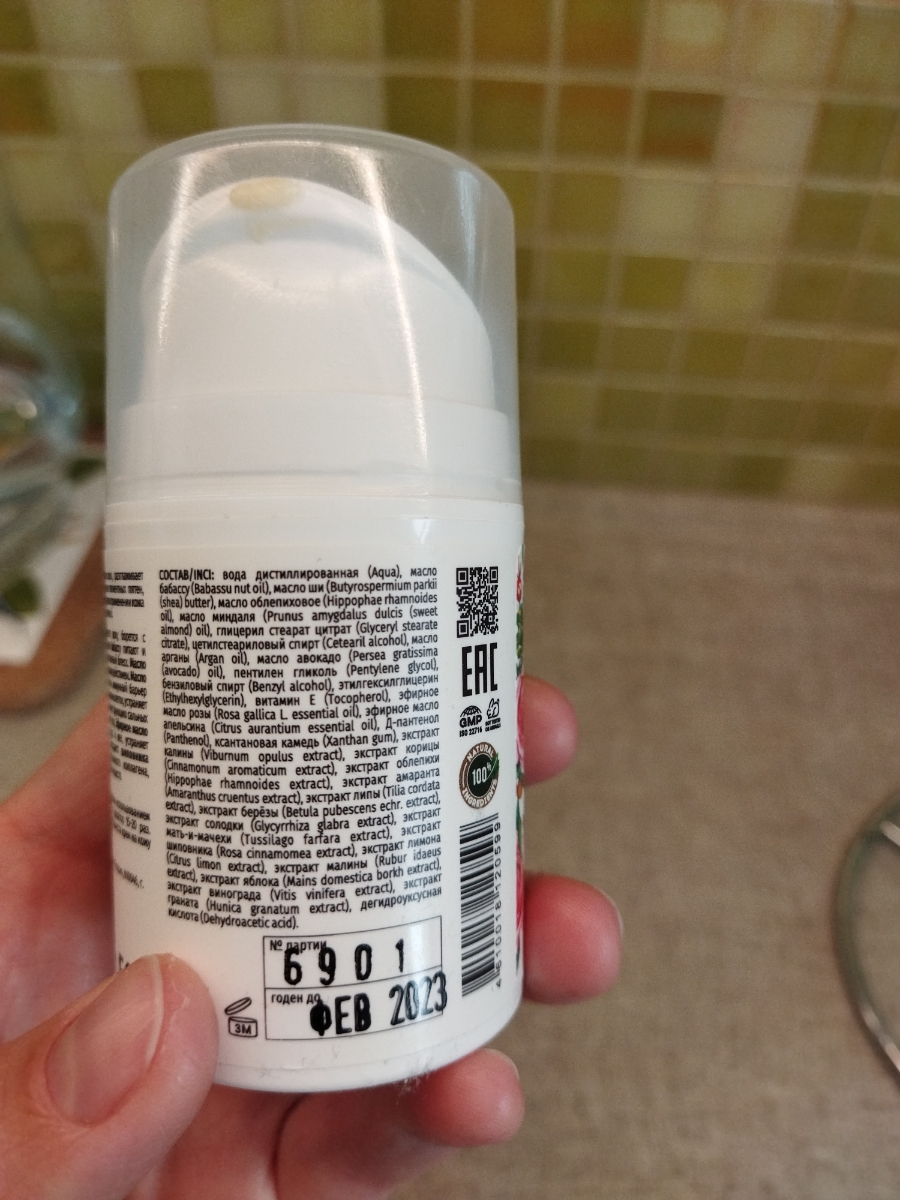 СОСТАВ/INCI: вода дистиллированная (Aqua), масло
бабассу (Babassu nut oil), масло ши (Butyrospermium parkii
(shea) butter), масло облепиховое (Hippophae rhamnoides
oil), масло миндаля (Prunus amygdalus dulcis (sweet
almond) oil), глицерил стеарат цитрат (Glyceryl stearate
citrate), цетилстеариловый спирт (Cetearil alcohol), масло
арганы (Argan oil), масло авокадо (Persea gratissima
(avocado) oil), пентилен гликоль (Pentylene glycol),
бензиловый спирт (Benzyl alcohol), этилгексилглицерин
(Ethylhexylglycerin), витамин Е (Tocopherol), эфирное
масло розы (Rosa gallica L. essential oil), эфирное масло
апельсина (Citrus aurantium essential oil), Д-пантенол
(Panthenol), ксантановая камедь (Xanthan gum), экстракт
калины (Viburnum opulus extract), экстракт корицы
(Cinnamonum aromaticum extract), экстракт облепихи
(Hippophae rhamnoides extract), экстракт амаранта
(Amaranthus cruentus extract), экстракт липы (Tilia cordata
extract), экстракт берёзы (Betula pubescens echr. extract),
экстракт солодки (Glycyrrhiza glabra extract), экстракт
мать-и-мачехи (Tussilago farfara extract), экстракт
шиповника (Rosa cinnamomea extract), экстракт лимона
(Citrus limon extract), экстракт малины (Rubur idaeus
extract), экстракт яблока (Mains domestica borkh extract),
экстракт винограда (Vitis vinifera extract), экстракт
граната (Hunica granatum extract), дегидроуксусная
кислота (Dehydroacetic acid).
№ партии
6901
годен до
ФЕВ 2023
3М
EAC
GMP
ISO 22716
NATURAL
100%
INGREDIENTS